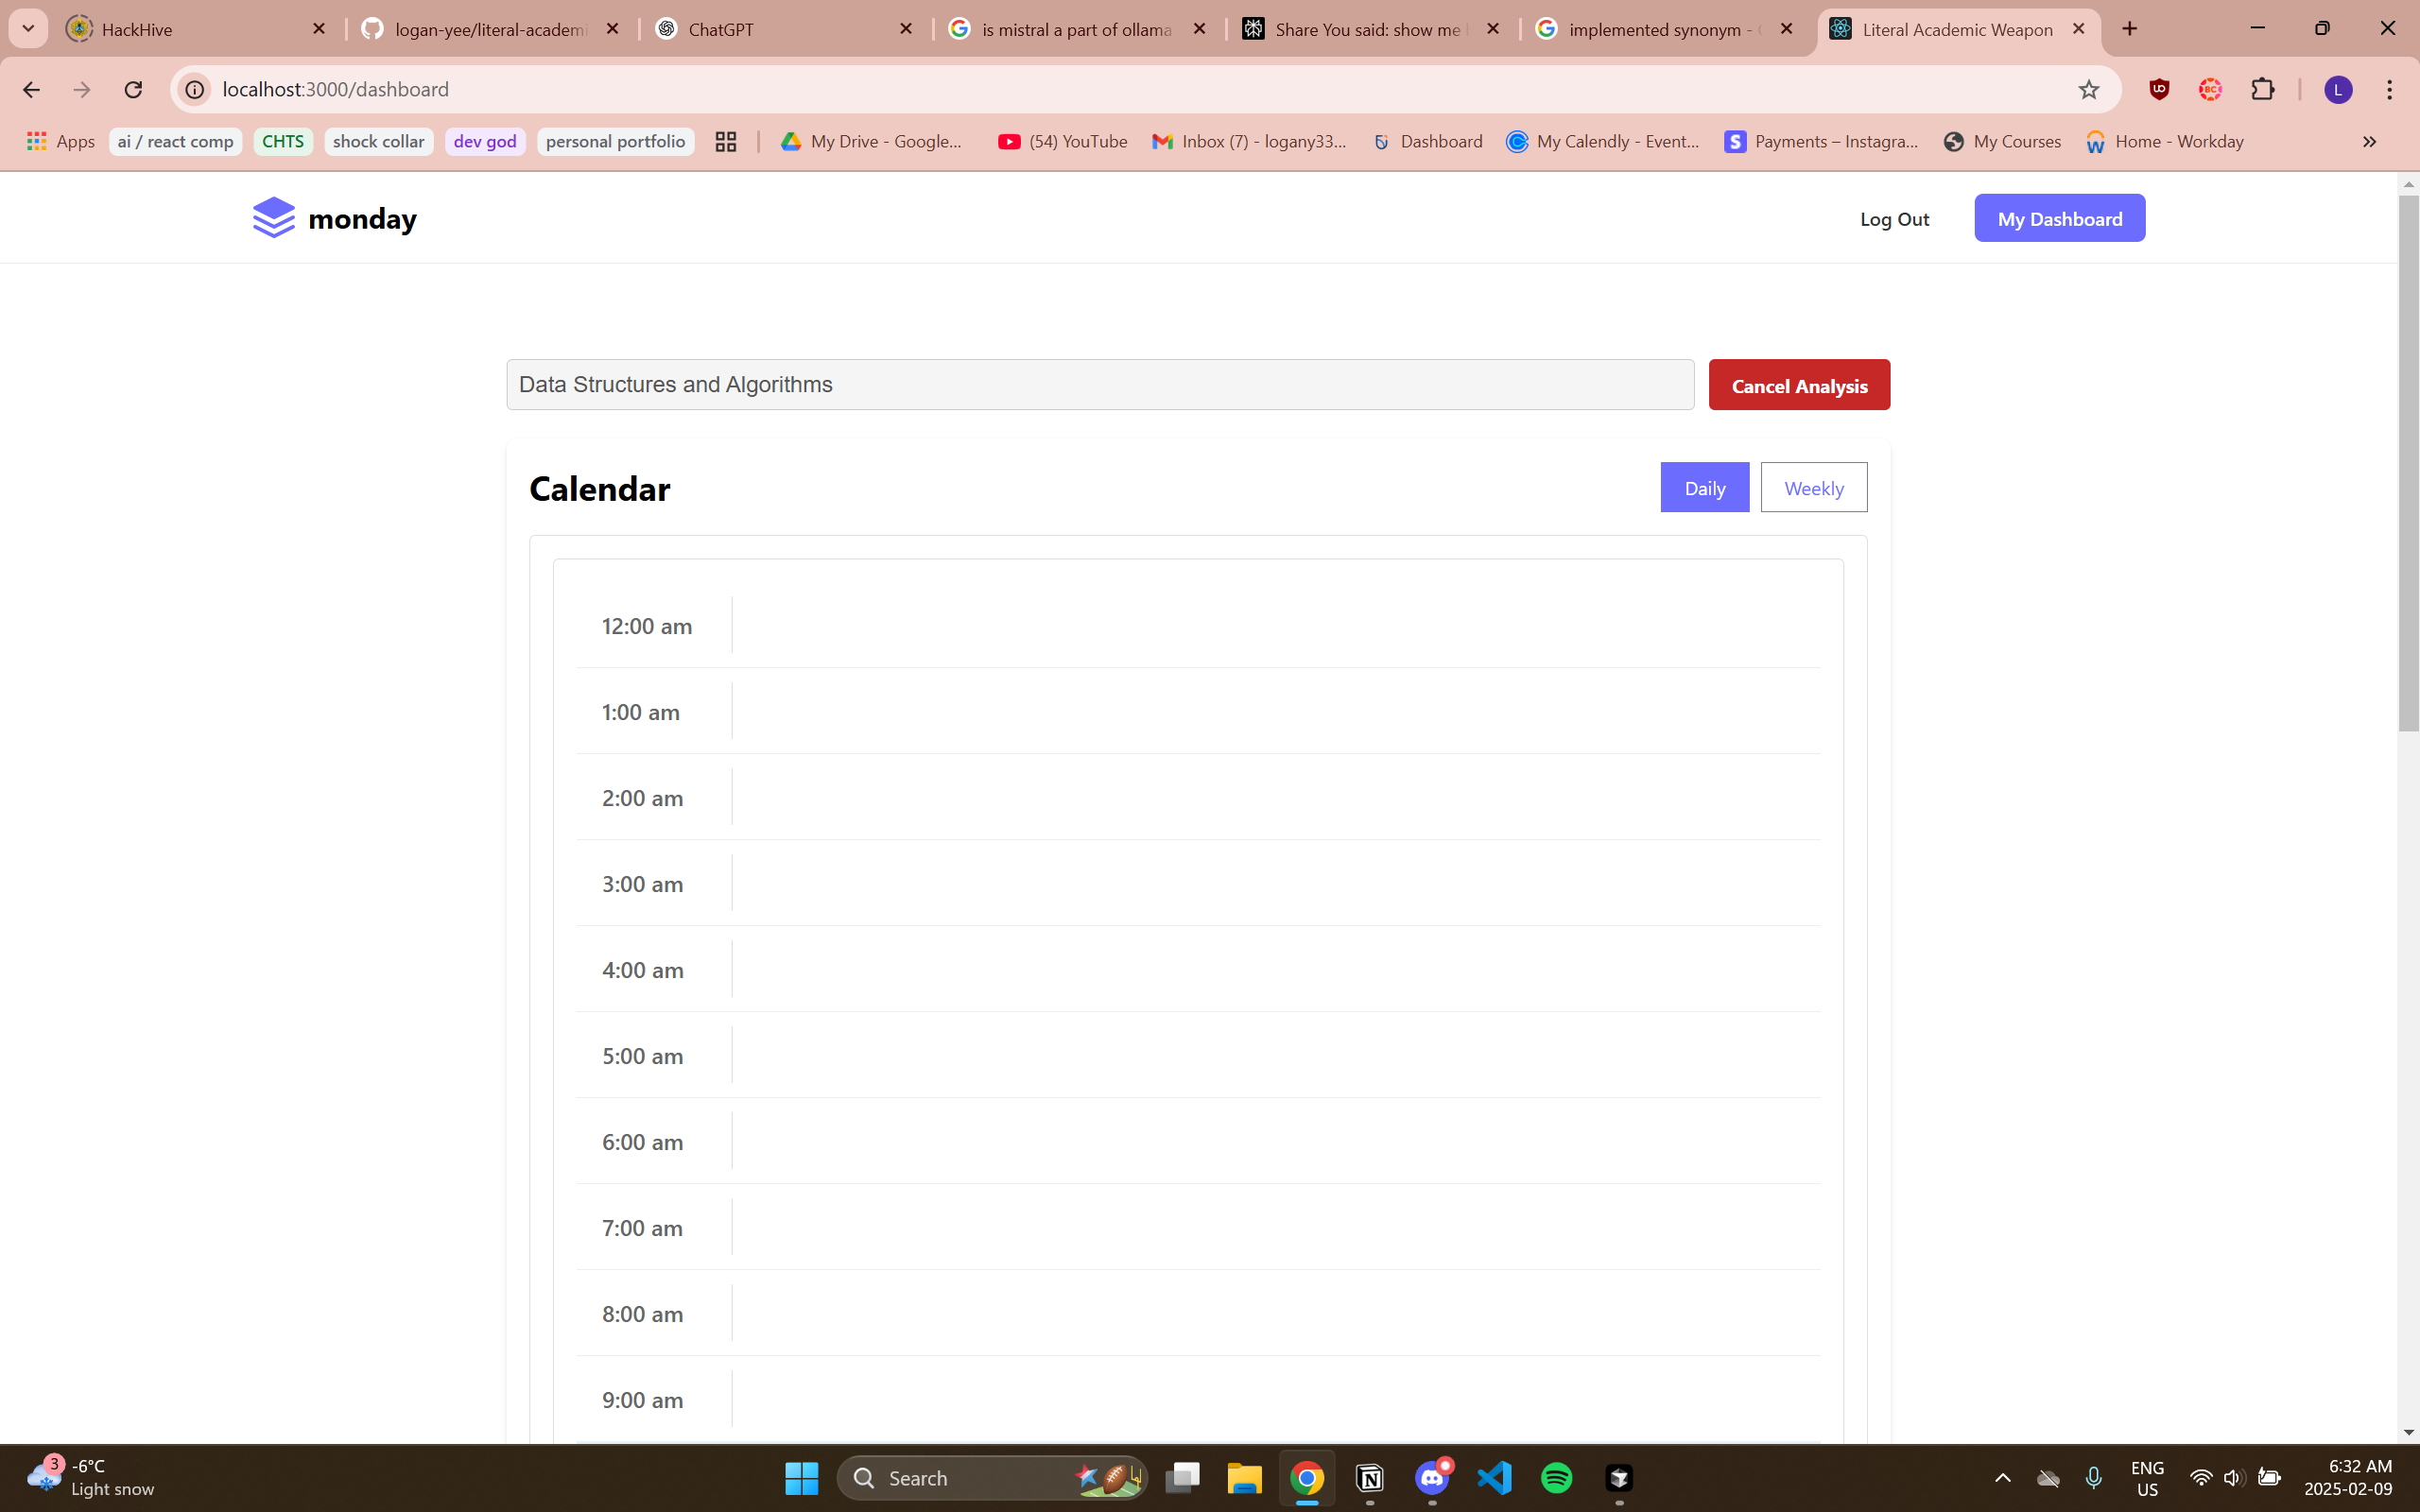 HackHive
logan-yee/literal-academi
ChatGPT
is mistral a part of ollama
Share You said: show me
implemented synonym -
Literal Academic Weapon
localhost:3000/dashboard
L
Apps
ai / react comp
CHTS
shock collar
dev god
personal portfolio
My Drive - Google...
(54) YouTube
Inbox (7) - logany33...
Dashboard
My Calendly - Event...
Payments – Instagra...
My Courses
Home - Workday
monday
Log Out
My Dashboard
Data Structures and Algorithms
Cancel Analysis
Calendar
Daily
Weekly
12:00 am
1:00 am
2:00 am
3:00 am
4:00 am
5:00 am
6:00 am
7:00 am
8:00 am
9:00 am
3
-6°C
Light snow
Search
ENG
US
6:32 AM
2025-02-09